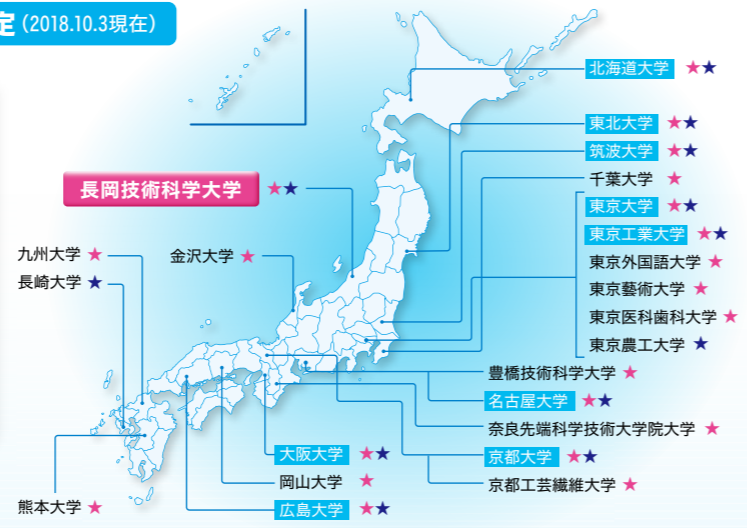 定（2018.10.3現在）
北海道大学 ★★
東北大学 ★★
筑波大学 ★★
千葉大学 ★
長岡技術科学大学 ★★
東京大学 ★★
東京工業大学 ★★
九州大学 ★
金沢大学 ★
東京外国語大学 ★
長崎大学 ★
東京藝術大学 ★
東京医科歯科大学 ★
東京農工大学 ★
豊橋技術科学大学 ★
名古屋大学 ★★
奈良先端科学技術大学院大学 ★
大阪大学 ★★
京都大学 ★★
岡山大学 ★
京都工芸繊維大学 ★
熊本大学 ★
広島大学 ★★